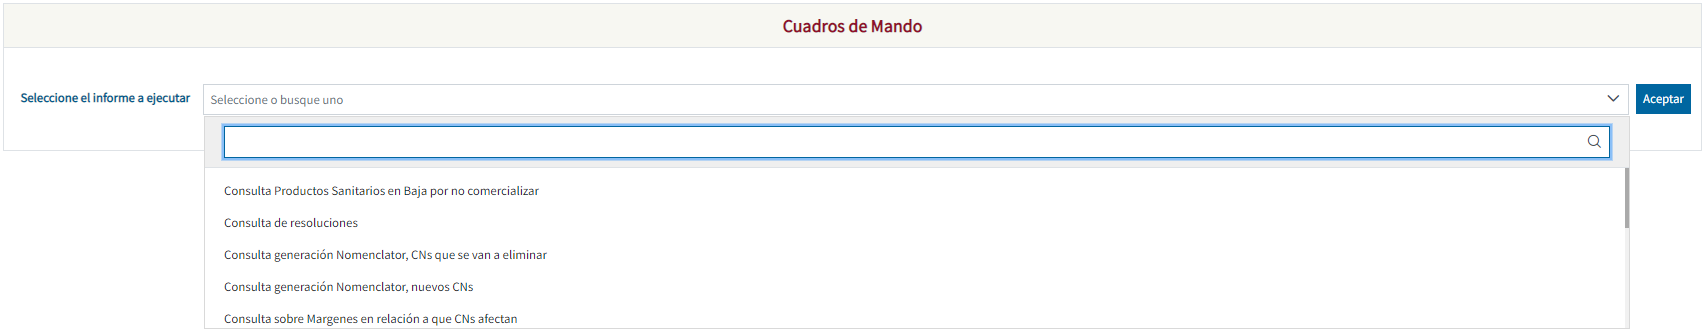 Cuadros de Mando
Seleccione el informe a ejecutar
Seleccione o busque uno
Aceptar
Consulta Productos Sanitarios en Baja por no comercializar
Consulta de resoluciones
Consulta generación Nomenclator, CNs que se van a eliminar
Consulta generación Nomenclator, nuevos CNs
Consulta sobre Margenes en relación a que CNs afectan